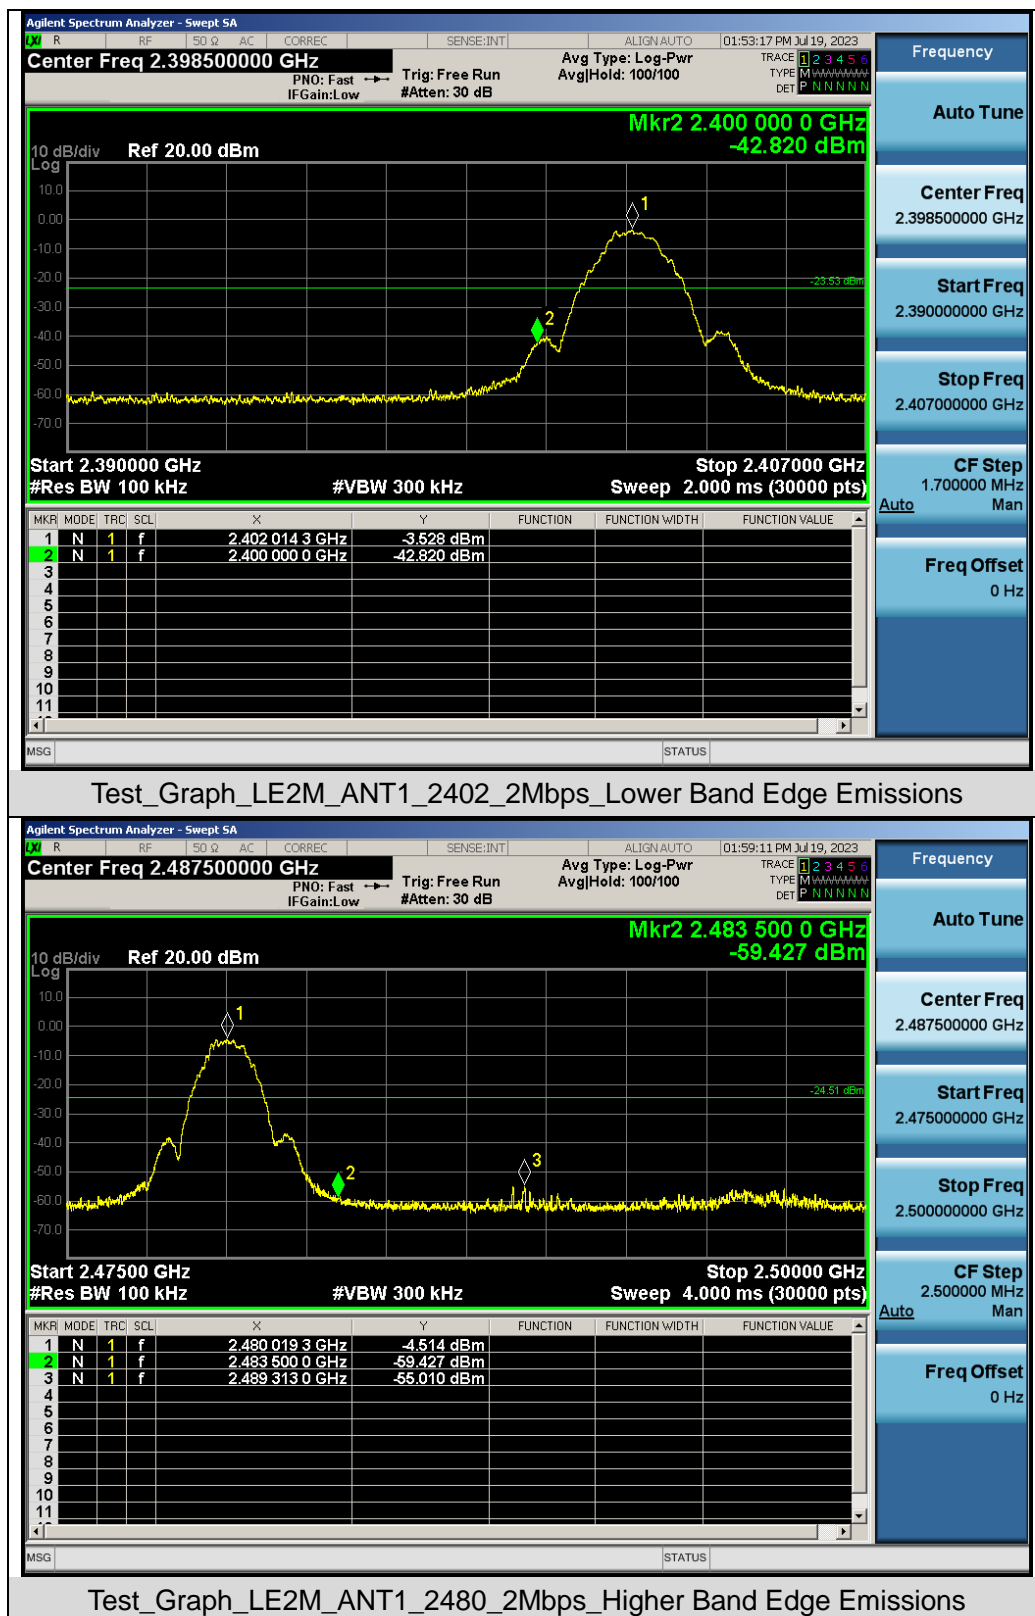 Agilent Spectrum Analyzer - Swept SA
LXI R RF 50 Ω AC CORREC SENSE:INT ALIGN AUTO 01:53:17 PM Jul 19, 2023
Center Freq 2.398500000 GHz
PNO: Fast
IFGain:Low
Trig: Free Run
#Atten: 30 dB
Avg Type: Log-Pwr
Avg|Hold: 100/100
TRACE 1 2 3 4 5 6
TYPE M W W W W W
DET P N N N N N
Mkr2 2.400 000 0 GHz
-42.820 dBm
10 dB/div Ref 20.00 dBm
Log
10.0
0.00
-10.0
-20.0
-30.0
-40.0
-50.0
-60.0
-70.0
1
2
-23.53 dBm
Start 2.390000 GHz Stop 2.407000 GHz
#Res BW 100 kHz #VBW 300 kHz Sweep 2.000 ms (30000 pts)
MKR MODE TRC SCL X Y FUNCTION FUNCTION WIDTH FUNCTION VALUE
1 N 1 f 2.402 014 3 GHz -3.528 dBm
2 N 1 f 2.400 000 0 GHz -42.820 dBm
3
4
5
6
7
8
9
10
11
MSG STATUS
Frequency
Auto Tune
Center Freq
2.398500000 GHz
Start Freq
2.390000000 GHz
Stop Freq
2.407000000 GHz
CF Step
1.700000 MHz
Auto Man
Freq Offset
0 Hz
Test_Graph_LE2M_ANT1_2402_2Mbps_Lower Band Edge Emissions
Agilent Spectrum Analyzer - Swept SA
LXI R RF 50 Ω AC CORREC SENSE:INT ALIGN AUTO 01:59:11 PM Jul 19, 2023
Center Freq 2.487500000 GHz
PNO: Fast
IFGain:Low
Trig: Free Run
#Atten: 30 dB
Avg Type: Log-Pwr
Avg|Hold: 100/100
TRACE 1 2 3 4 5 6
TYPE M W W W W W
DET P N N N N N
Mkr2 2.483 500 0 GHz
-59.427 dBm
10 dB/div Ref 20.00 dBm
Log
10.0
0.00
-10.0
-20.0
-30.0
-40.0
-50.0
-60.0
-70.0
1
2
3
-24.51 dBm
Start 2.47500 GHz Stop 2.50000 GHz
#Res BW 100 kHz #VBW 300 kHz Sweep 4.000 ms (30000 pts)
MKR MODE TRC SCL X Y FUNCTION FUNCTION WIDTH FUNCTION VALUE
1 N 1 f 2.480 019 3 GHz -4.514 dBm
2 N 1 f 2.483 500 0 GHz -59.427 dBm
3 N 1 f 2.489 313 0 GHz -55.010 dBm
4
5
6
7
8
9
10
11
MSG STATUS
Frequency
Auto Tune
Center Freq
2.487500000 GHz
Start Freq
2.475000000 GHz
Stop Freq
2.500000000 GHz
CF Step
2.500000 MHz
Auto Man
Freq Offset
0 Hz
Test_Graph_LE2M_ANT1_2480_2Mbps_Higher Band Edge Emissions